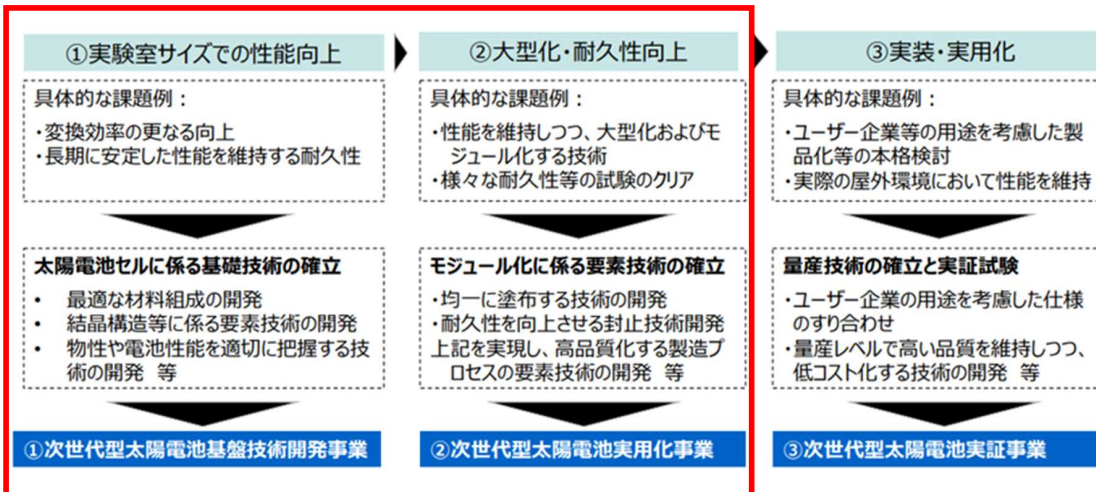 ①実験室サイズでの性能向上
具体的な課題例：
・変換効率の更なる向上
・長期に安定した性能を維持する耐久性
太陽電池セルに係る基礎技術の確立
• 最適な材料組成の開発
• 結晶構造等に係る要素技術の開発
• 物性や電池性能を適切に把握する技
術の開発 等
①次世代型太陽電池基盤技術開発事業
②大型化・耐久性向上
具体的な課題例：
・性能を維持しつつ、大型化およびモ
ジュール化する技術
・様々な耐久性等の試験のクリア
モジュール化に係る要素技術の確立
・均一に塗布する技術の開発
・耐久性を向上させる封止技術開発
上記を実現し、高品質化する製造プ
ロセスの要素技術の開発 等
②次世代型太陽電池実用化事業
③実装・実用化
具体的な課題例：
・ユーザー企業等の用途を考慮した製
品化等の本格検討
・実際の屋外環境において性能を維持
量産技術の確立と実証試験
・ユーザー企業の用途を考慮した仕様
のすり合わせ
・量産レベルで高い品質を維持しつつ、
低コスト化する技術の開発 等
③次世代型太陽電池実証事業